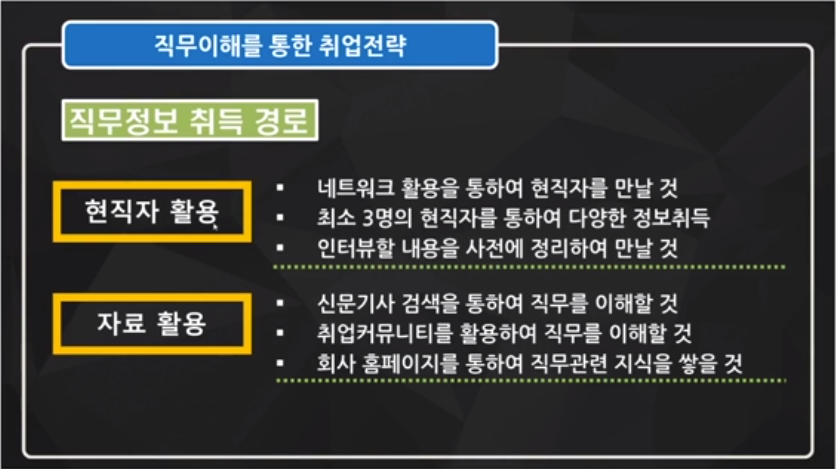 직무이해를 통한 취업전략
직무정보 취득 경로
현직자 활용
▪ 네트워크 활용을 통하여 현직자를 만날 것
▪ 최소 3명의 현직자를 통하여 다양한 정보취득
▪ 인터뷰할 내용을 사전에 정리하여 만날 것
자료 활용
▪ 신문기사 검색을 통하여 직무를 이해할 것
▪ 취업커뮤니티를 활용하여 직무를 이해할 것
▪ 회사 홈페이지를 통하여 직무관련 지식을 쌓을 것